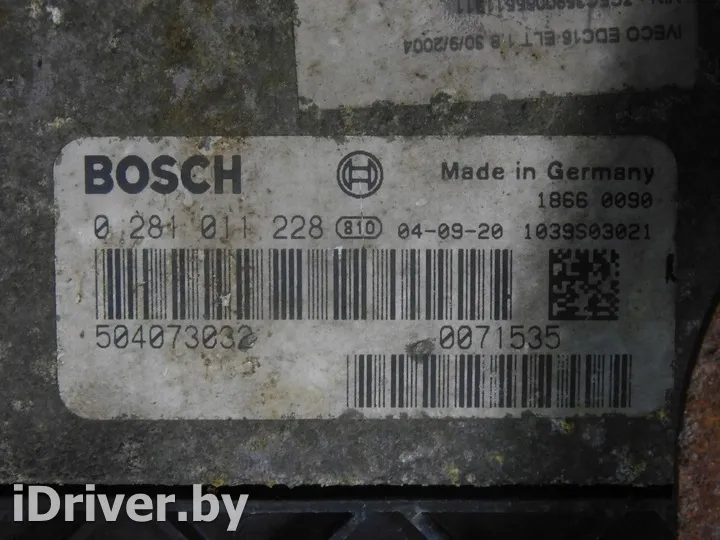 IVECO EDC16-ELT 1.8 30/9/2004
BOSCH
Made in Germany
1866 0090
0 281 011 228 810 04-09-20 1039S03021
504073032 0071535
iDriver.by